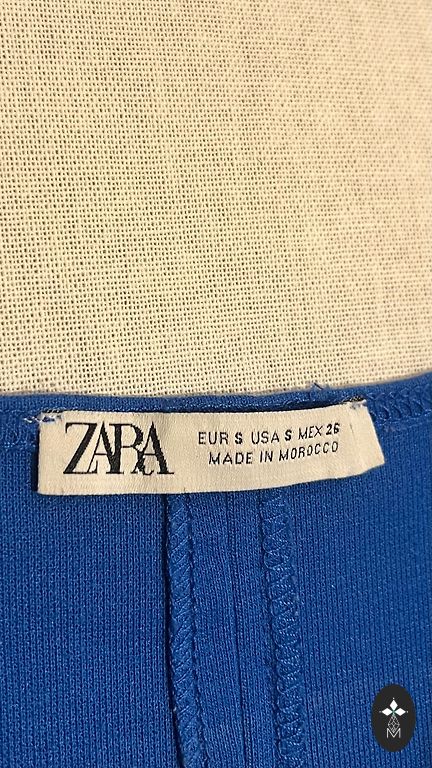 ZARA
EUR S USA S MEX 26
MADE IN MOROCCO
M